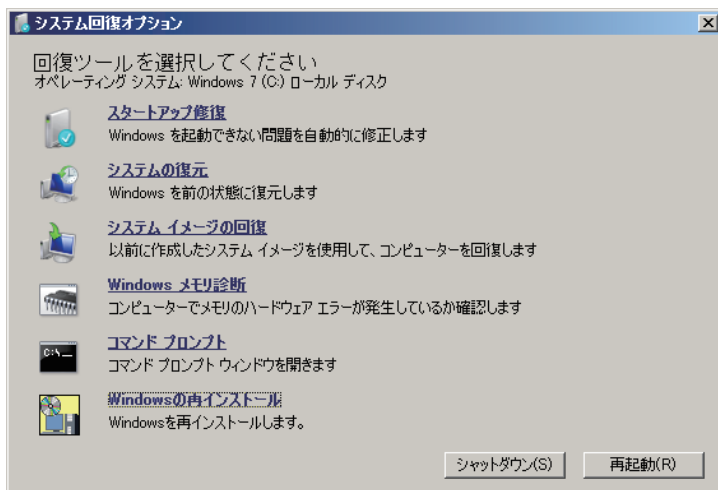 システム回復オプション
回復ツールを選択してください
オペレーティング システム: Windows 7 (C:) ローカル ディスク
スタートアップ修復
Windows を起動できない問題を自動的に修正します
システムの復元
Windows を前の状態に復元します
システム イメージの回復
以前に作成したシステム イメージを使用して、コンピューターを回復します
Windows メモリ診断
コンピューターでメモリのハードウェア エラーが発生しているか確認します
C:\_
コマンド プロンプト
コマンド プロンプト ウィンドウを開きます
Windowsの再インストール
Windowsを再インストールします。
シャットダウン(S)
再起動(R)